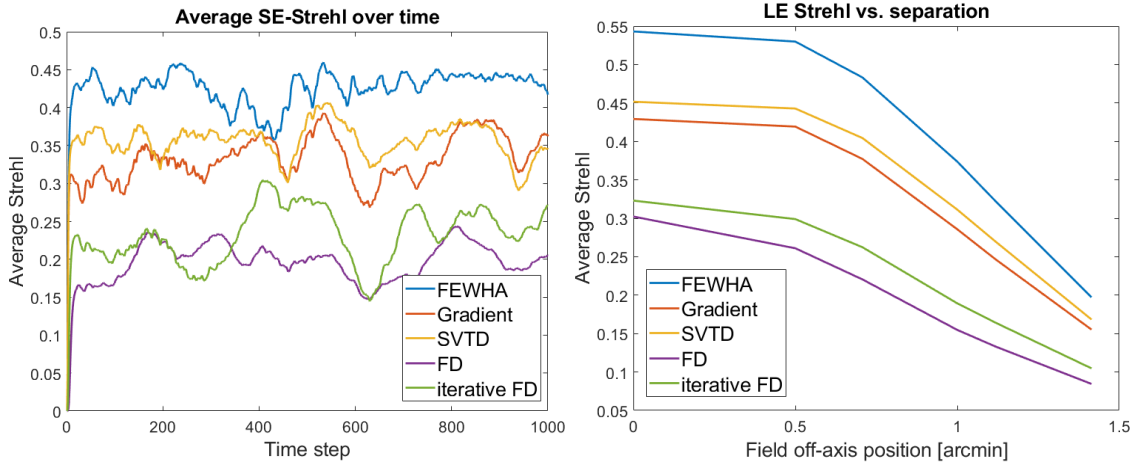 Average SE-Strehl over time
Average Strehl
0.5
0.45
0.4
0.35
0.3
0.25
0.2
0.15
0.1
0.05
0
0 200 400 600 800 1000
Time step
FEWHA
Gradient
SVTD
FD
iterative FD
LE Strehl vs. separation
Average Strehl
0.55
0.5
0.45
0.4
0.35
0.3
0.25
0.2
0.15
0.1
0.05
0 0.5 1 1.5
Field off-axis position [arcmin]
FEWHA
Gradient
SVTD
FD
iterative FD